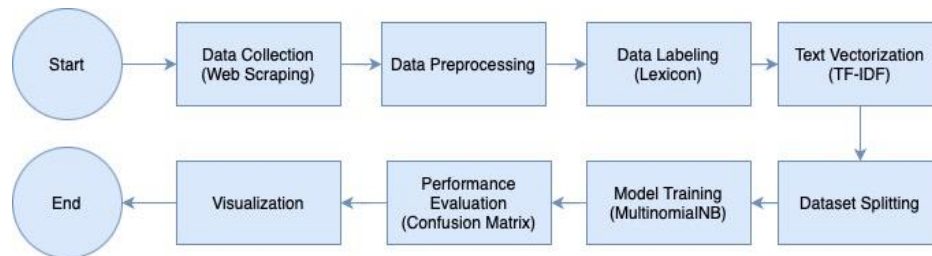 Start
Data Collection
(Web Scraping)
Data Preprocessing
Data Labeling
(Lexicon)
Text Vectorization
(TF-IDF)
Dataset Splitting
Model Training
(MultinomialNB)
Performance
Evaluation
(Confusion Matrix)
Visualization
End